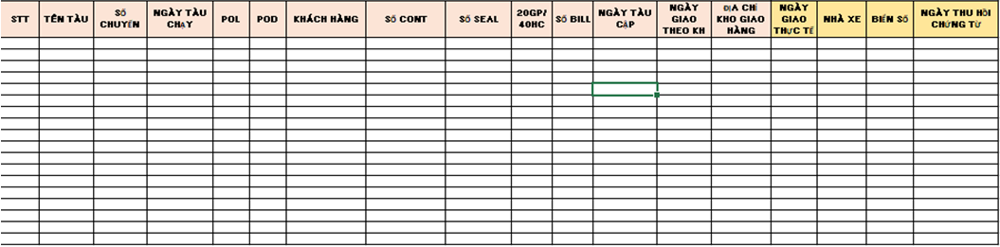 STT
TÊN TÀU
SỐ
CHUYẾN
NGÀY TÀU
CHẠY
POL
POD
KHÁCH HÀNG
SỐ CONT
SỐ SEAL
20GP/
40HC
SỐ BILL
NGÀY TÀU
CẬP
NGÀY
GIAO
THEO KH
ĐỊA CHỈ
KHO GIAO
HÀNG
NGÀY
GIAO
THỰC TẾ
NHÀ XE
BIỂN SỐ
NGÀY THU HỒI
CHỨNG TỪ